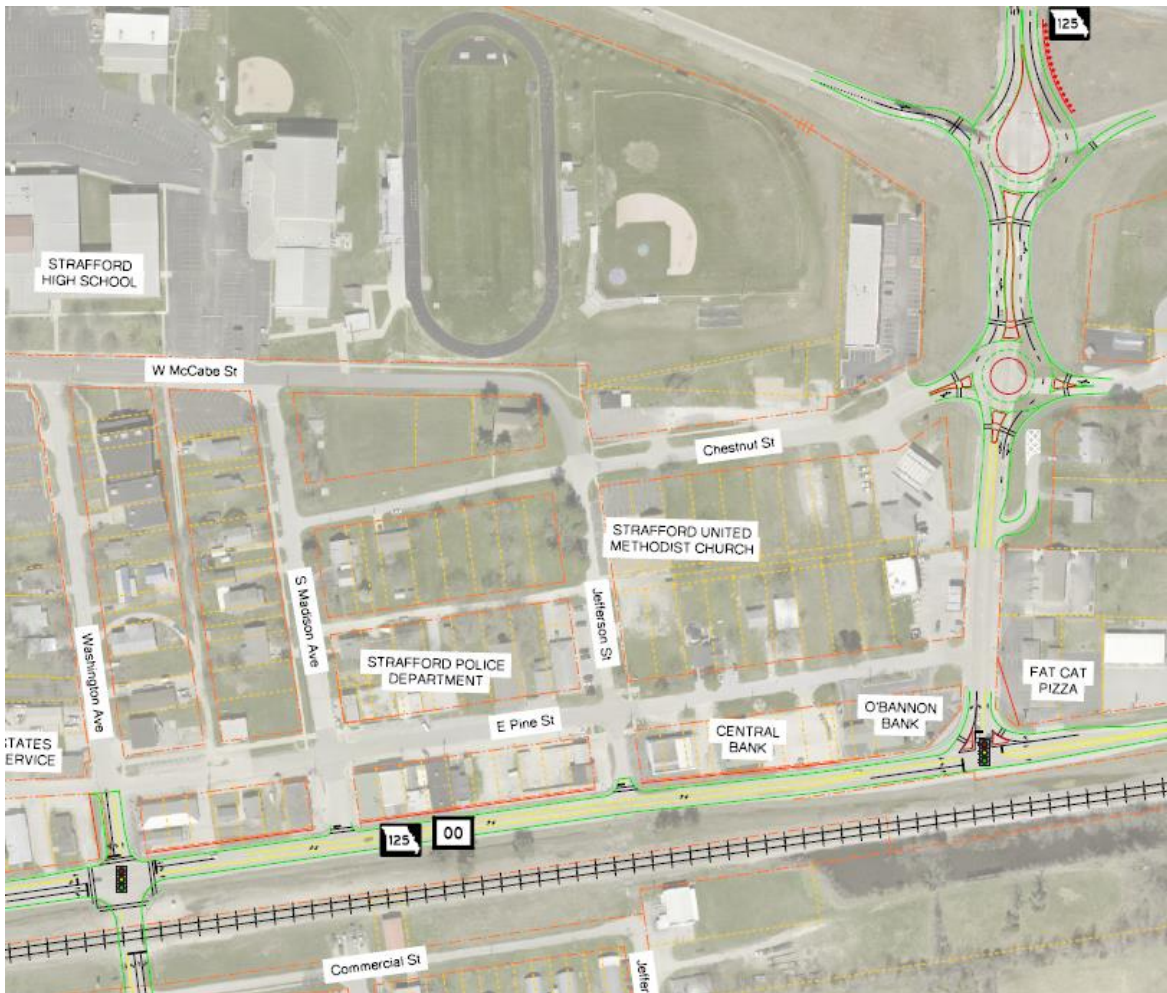 125
STRAFFORD
HIGH SCHOOL
W McCabe St
Chestnut St
STRAFFORD UNITED
METHODIST CHURCH
S Madison Ave
Jefferson St
Washington Ave
STRAFFORD POLICE
DEPARTMENT
FAT CAT
PIZZA
O'BANNON
BANK
E Pine St
CENTRAL
BANK
STATES
ERVICE
125
OO
Commercial St
Jeffer